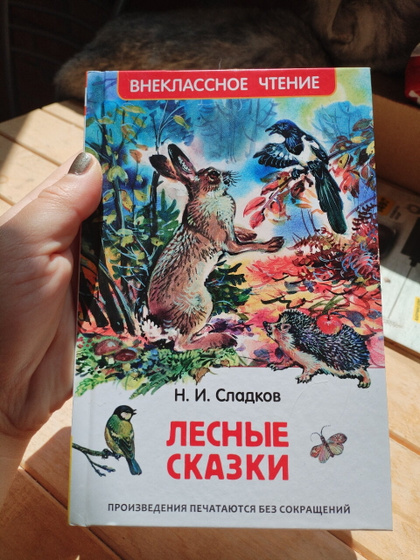 ВНЕКЛАССНОЕ ЧТЕНИЕ
Н. И. Сладков
ЛЕСНЫЕ
СКАЗКИ
ПРОИЗВЕДЕНИЯ ПЕЧАТАЮТСЯ БЕЗ СОКРАЩЕНИЙ